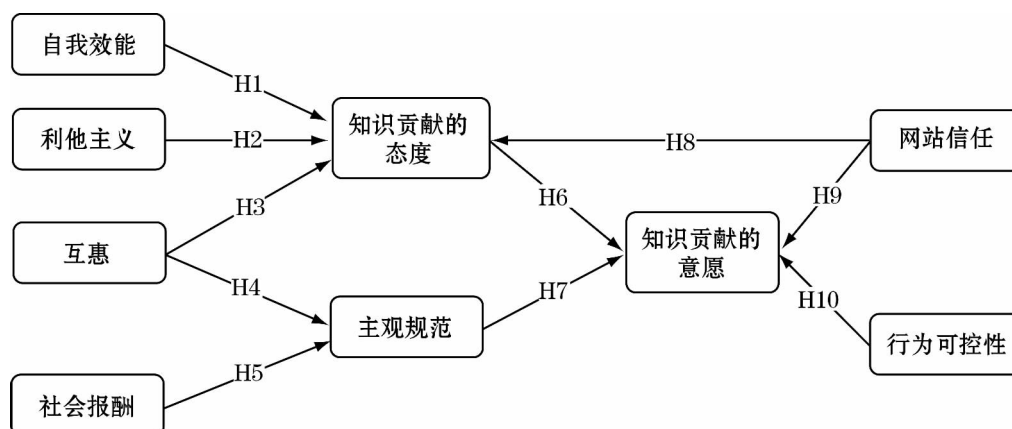 自我效能
H1
利他主义
H2
知识贡献的
态度
H8
网站信任
H3
H6
H9
互惠
知识贡献的
意愿
H4
H7
H10
主观规范
行为可控性
H5
社会报酬